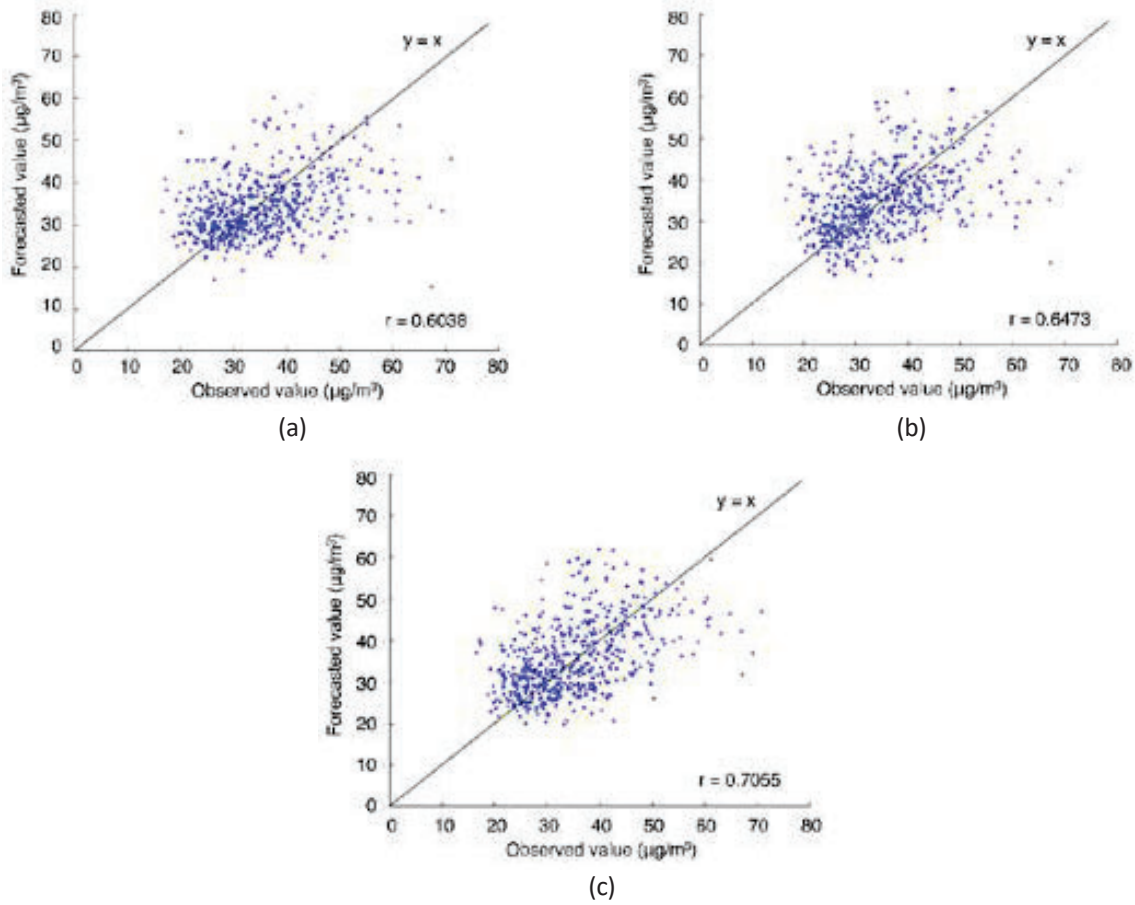 80
70
60
50
40
30
20
10
0
Forecasted value (µg/m³)
y = x
r = 0.6038
0 10 20 30 40 50 60 70 80
Observed value (µg/m³)
(a)
80
70
60
50
40
30
20
10
0
Forecasted value (µg/m³)
y = x
r = 0.6473
0 10 20 30 40 50 60 70 80
Observed value (µg/m³)
(b)
80
70
60
50
40
30
20
10
0
Forecasted value (µg/m³)
y = x
r = 0.7055
0 10 20 30 40 50 60 70 80
Observed value (µg/m³)
(c)